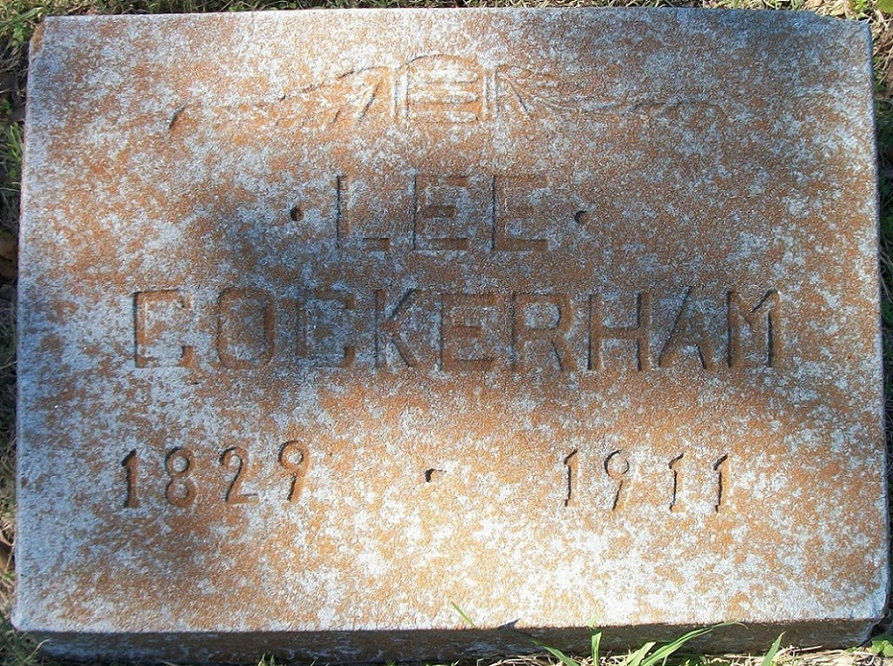 · LEE ·
COCKERHAM
1829 - 1911